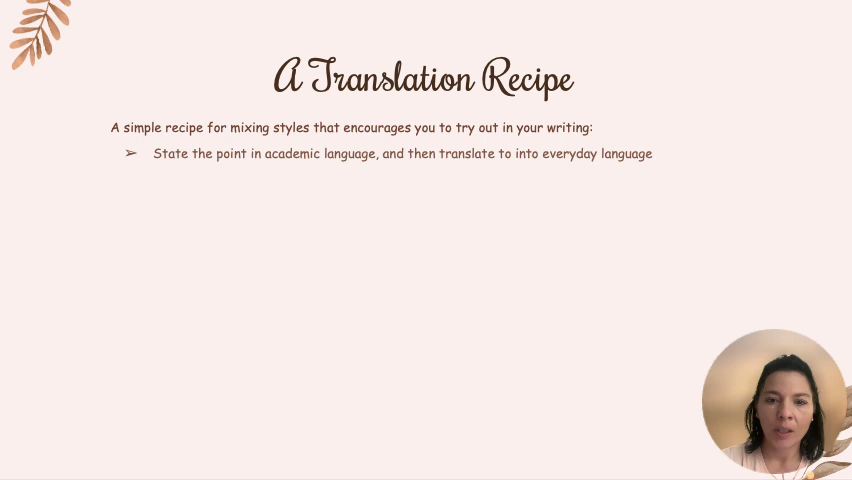 A Translation Recipe
A simple recipe for mixing styles that encourages you to try out in your writing:
➢ State the point in academic language, and then translate to into everyday language